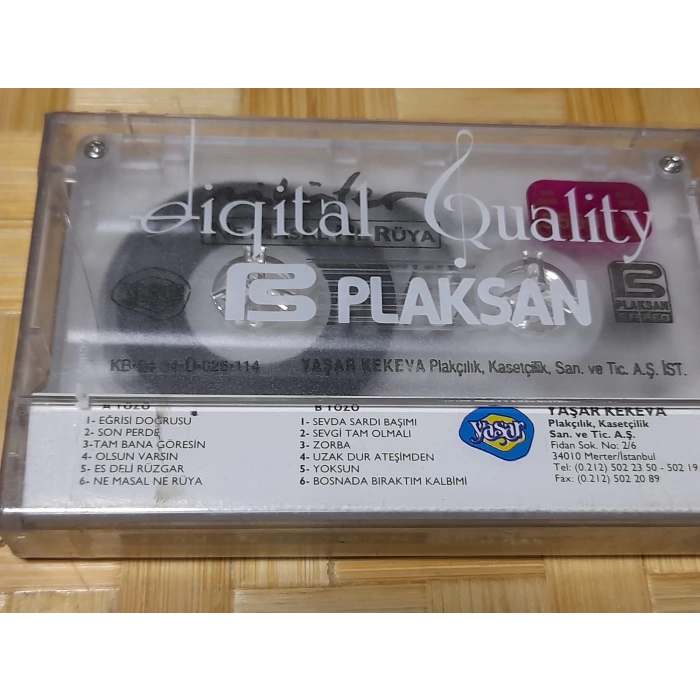 digital Quality
RÜYA
PLAKSAN
PLAKSAN
STEREO
YAŞAR KEKEVA Plakçılık, Kasetçilik, San. ve Tic. A.Ş. İST.
A YÜZÜ
1- EĞRİSİ DOĞRUSU
2- SON PERDE
3-TAM BANA GÖRESİN
4- OLSUN VARSIN
5- ES DELİ RÜZGAR
6- NE MASAL NE RÜYA
B YÜZÜ
1- SEVDA SARDI BAŞIMI
2- SEVGİ TAM OLMALI
3- ZORBA
4- UZAK DUR ATEŞİMDEN
5- YOKSUN
6- BOSNADA BIRAKTIM KALBİMİ
yaşar
YAŞAR KEKEVA
Plakçılık, Kasetçilik
San. ve Tic. A.Ş.
Fidan Sok. No: 2/6
34010 Merter/İstanbul
Tel: (0.212) 502 23 50 - 502 19
Fax: (0.212) 502 20 89